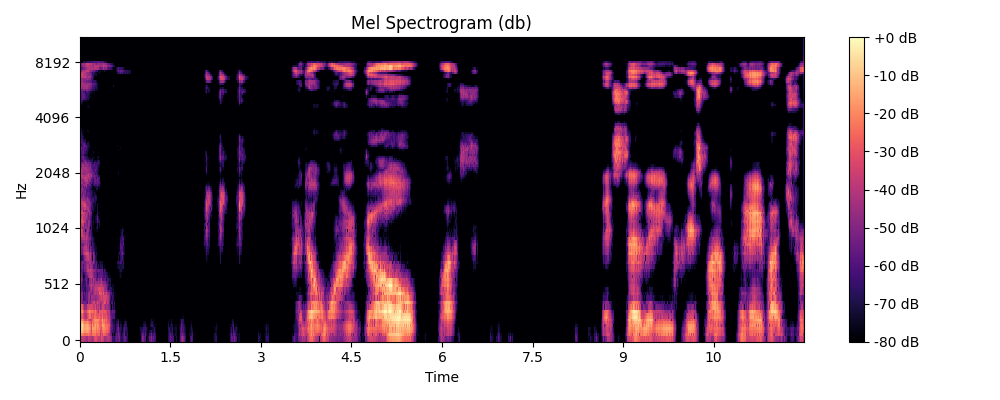 Mel Spectrogram (db)
Hz
8192
4096
2048
1024
512
0
0 1.5 3 4.5 6 7.5 9 10
Time
+0 dB
-10 dB
-20 dB
-30 dB
-40 dB
-50 dB
-60 dB
-70 dB
-80 dB